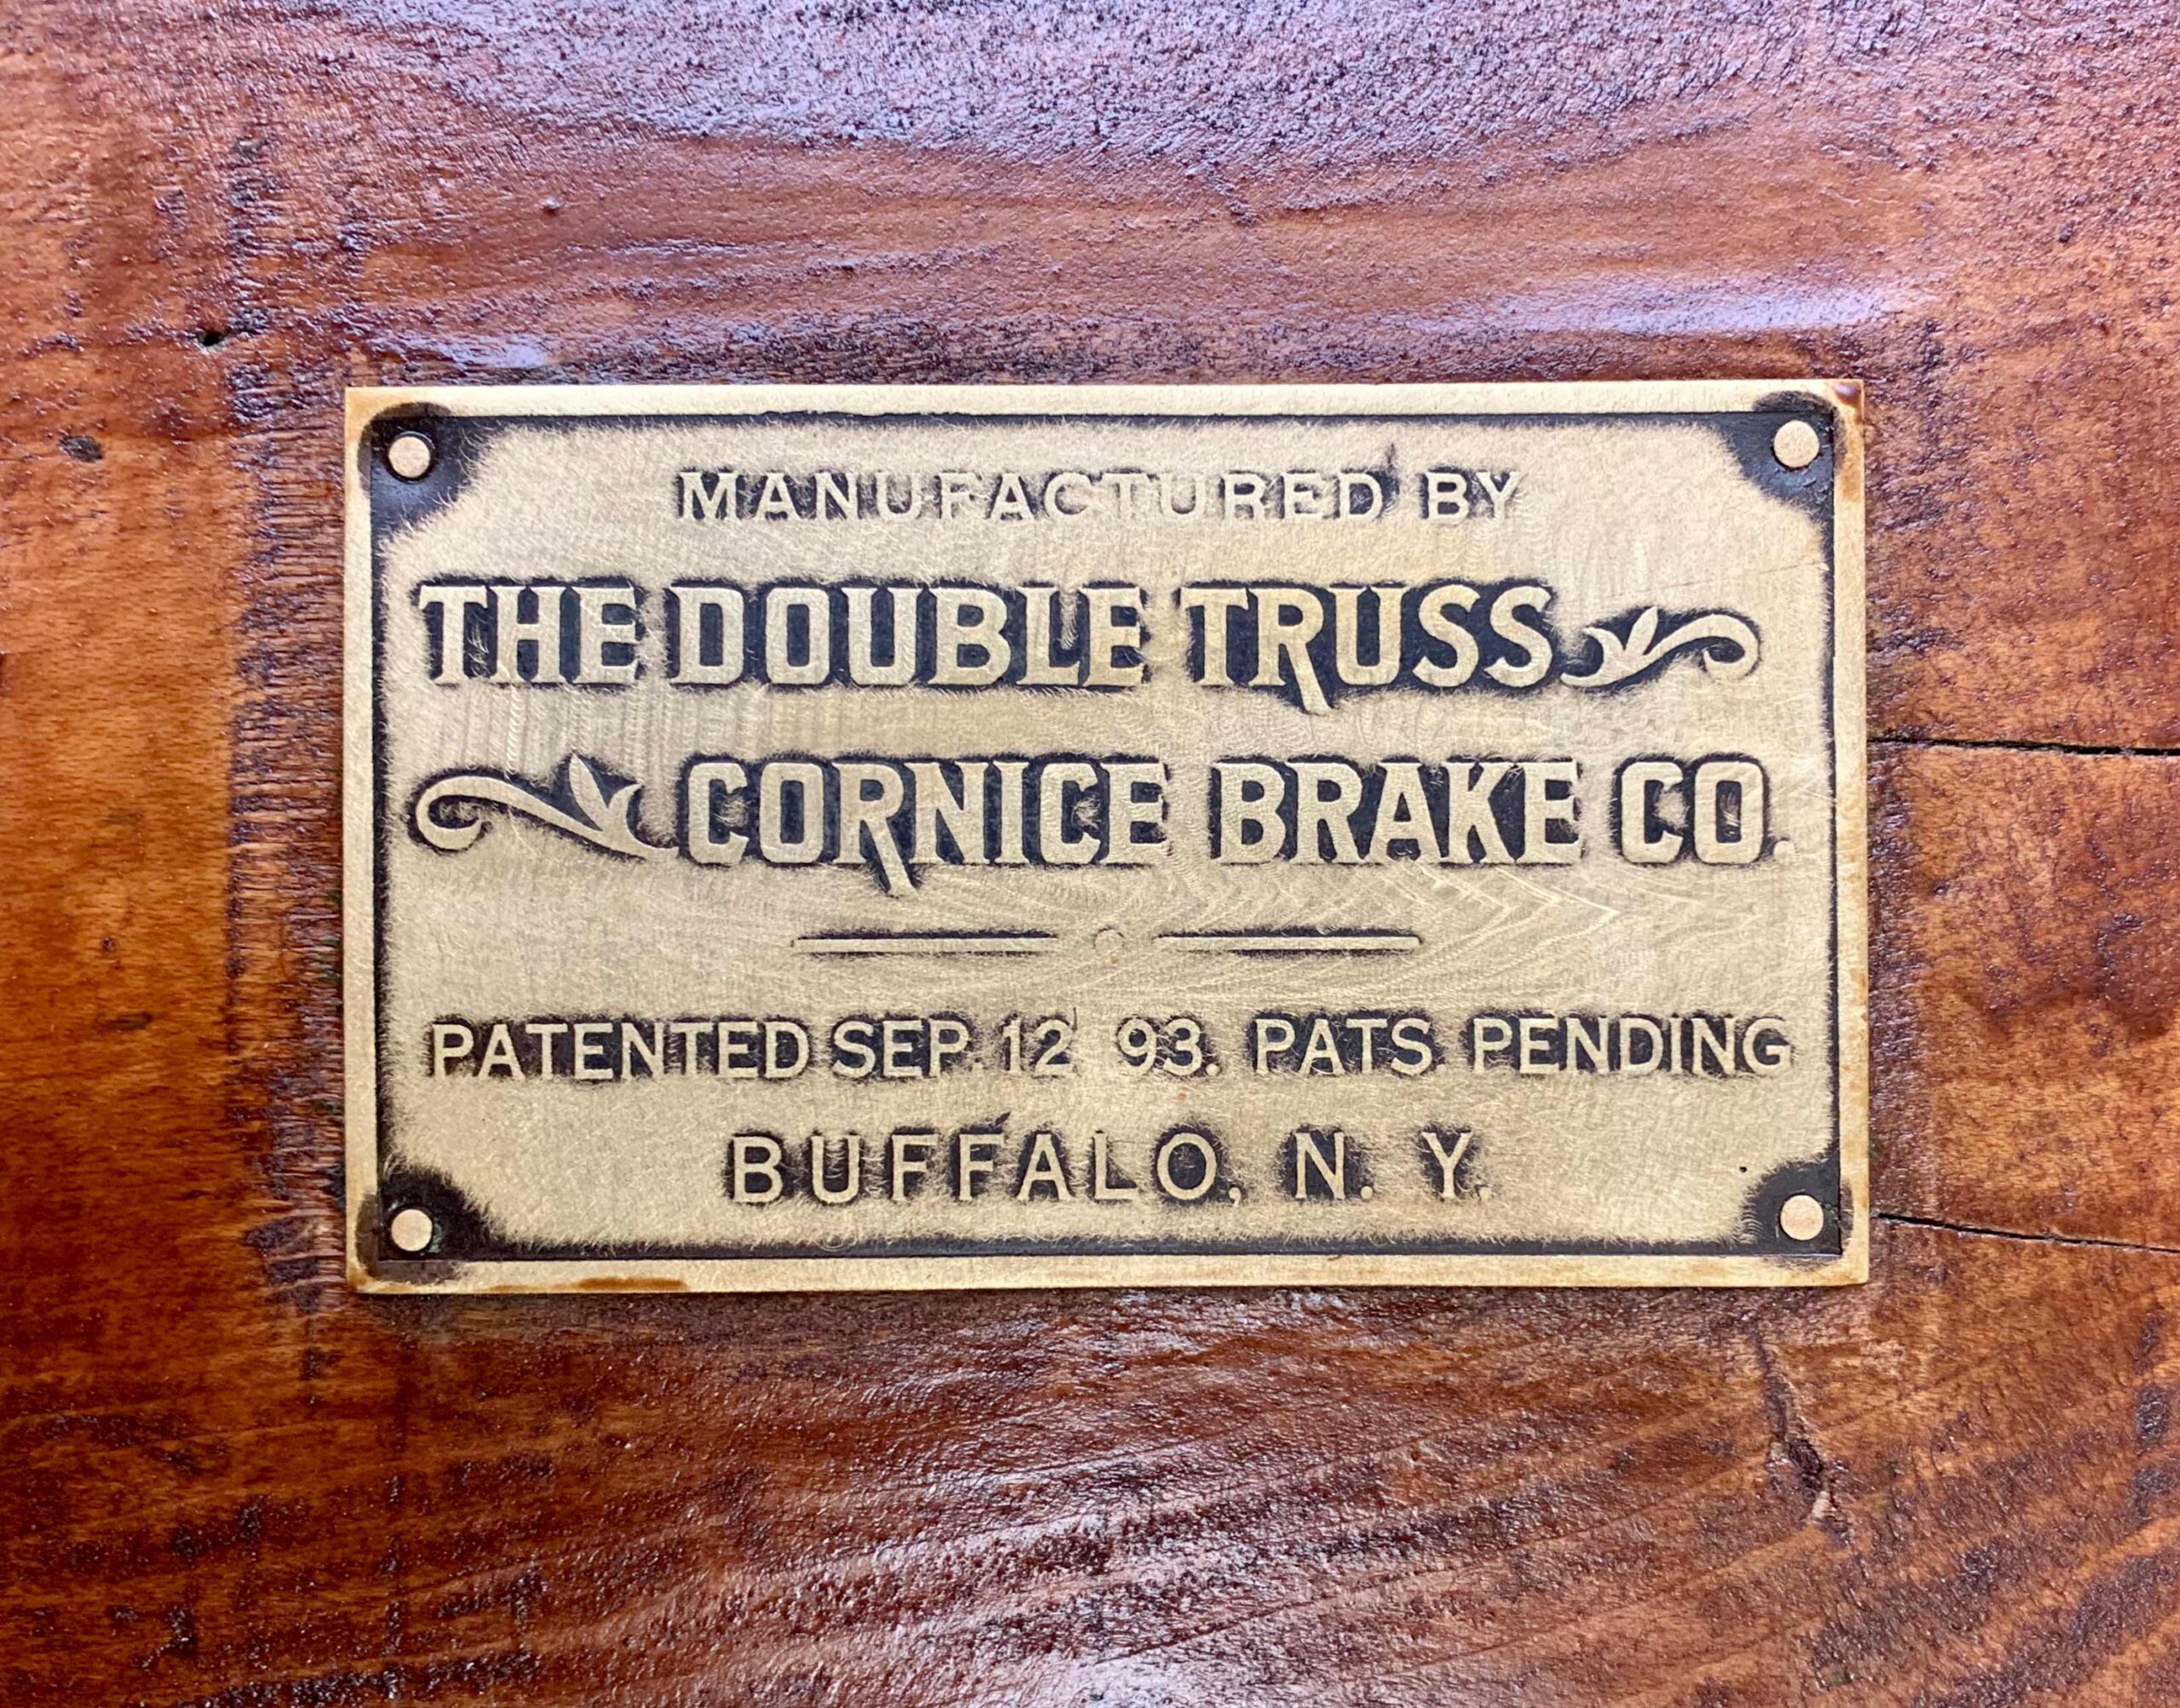 MANUFACTURED BY
THE DOUBLE TRUSS
CORNICE BRAKE CO.
PATENTED SEP. 12' 93. PATS. PENDING
BUFFALO, N. Y.